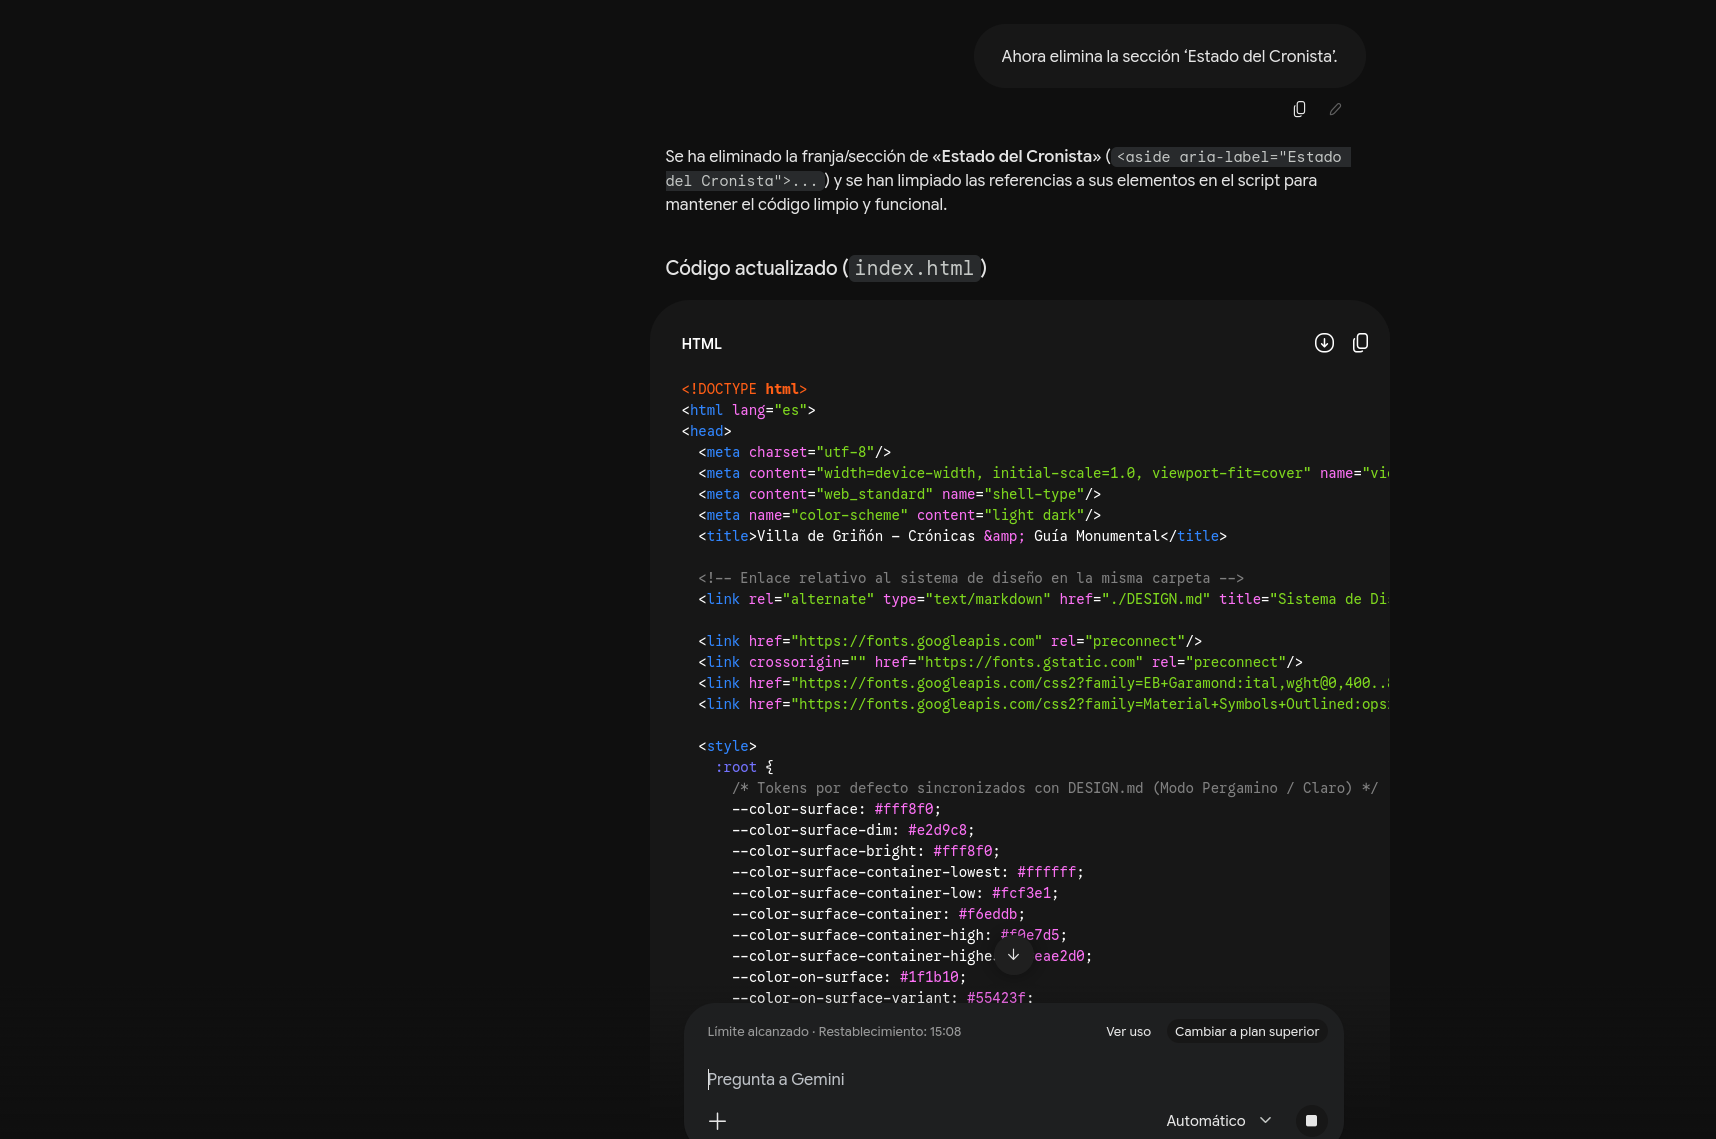 Ahora elimina la sección ‘Estado del Cronista’.
Se ha eliminado la franja/sección de «Estado del Cronista» (<aside aria-label="Estado
del Cronista">...) y se han limpiado las referencias a sus elementos en el script para
mantener el código limpio y funcional.
Código actualizado (index.html)
HTML
<!DOCTYPE html>
<html lang="es">
<head>
<meta charset="utf-8"/>
<meta content="width=device-width, initial-scale=1.0, viewport-fit=cover" name="vi
<meta content="web_standard" name="shell-type"/>
<meta name="color-scheme" content="light dark"/>
<title>Villa de Griñón – Crónicas &amp; Guía Monumental</title>
<!-- Enlace relativo al sistema de diseño en la misma carpeta -->
<link rel="alternate" type="text/markdown" href="./DESIGN.md" title="Sistema de Di
<link href="https://fonts.googleapis.com" rel="preconnect"/>
<link crossorigin="" href="https://fonts.gstatic.com" rel="preconnect"/>
<link href="https://fonts.googleapis.com/css2?family=EB+Garamond:ital,wght@0,400..
<link href="https://fonts.googleapis.com/css2?family=Material+Symbols+Outlined:ops
<style>
:root {
/* Tokens por defecto sincronizados con DESIGN.md (Modo Pergamino / Claro) */
--color-surface: #fff8f0;
--color-surface-dim: #e2d9c8;
--color-surface-bright: #fff8f0;
--color-surface-container-lowest: #ffffff;
--color-surface-container-low: #fcf3e1;
--color-surface-container: #f6eddb;
--color-surface-container-high: #f0e7d5;
--color-surface-container-highe eae2d0;
--color-on-surface: #1f1b10;
--color-on-surface-variant: #55423f;
Límite alcanzado · Restablecimiento: 15:08 Ver uso Cambiar a plan superior
Pregunta a Gemini
Automático